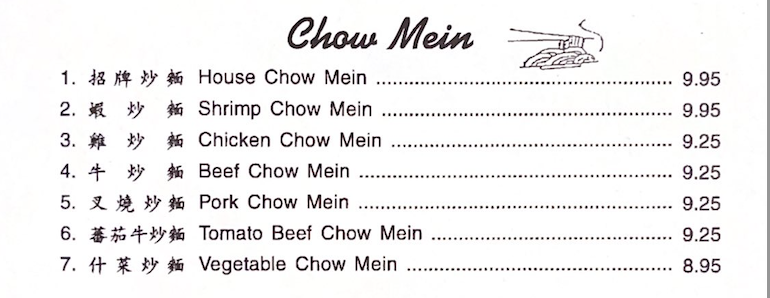 Chow Mein
1. 招牌炒麵 House Chow Mein ........................................................ 9.95
2. 蝦炒麵 Shrimp Chow Mein ........................................................ 9.95
3. 雞炒麵 Chicken Chow Mein ...................................................... 9.25
4. 牛炒麵 Beef Chow Mein ............................................................ 9.25
5. 叉燒炒麵 Pork Chow Mein .......................................................... 9.25
6. 蕃茄牛炒麵 Tomato Beef Chow Mein ............................................ 9.25
7. 什菜炒麵 Vegetable Chow Mein .................................................. 8.95